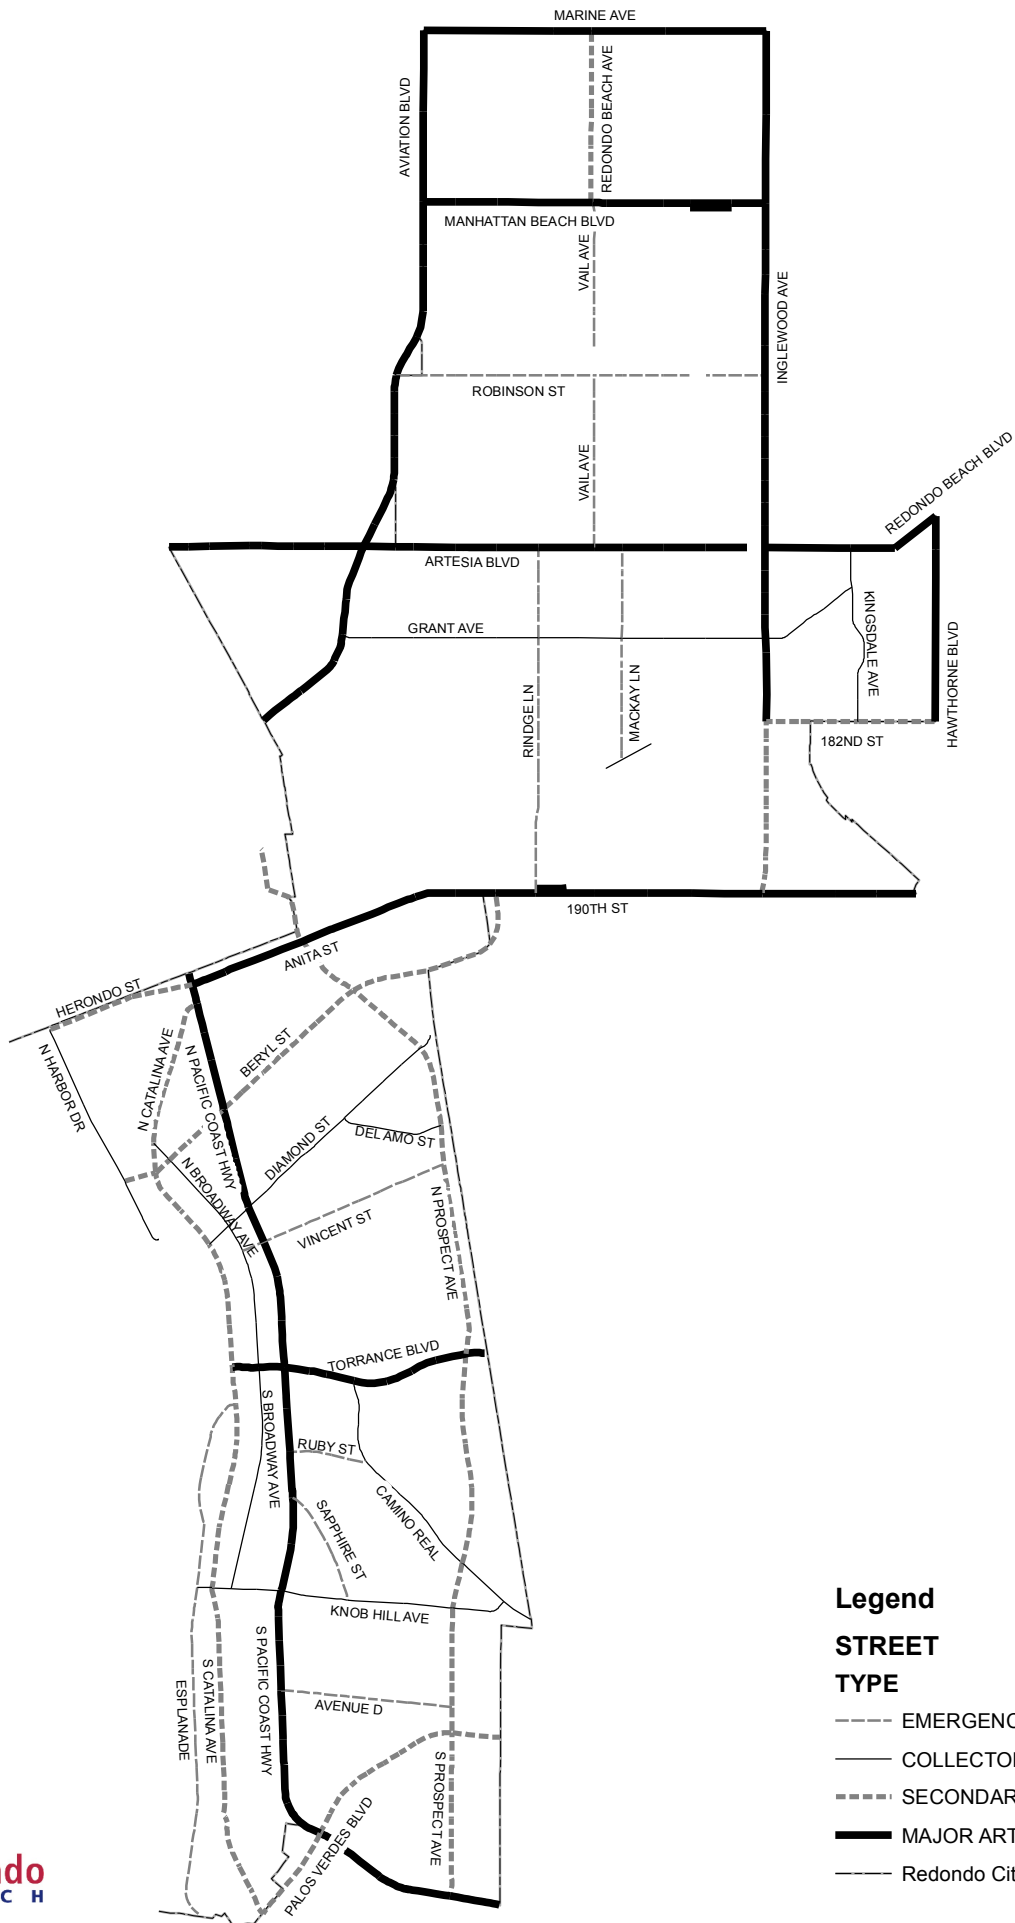 MARINE AVE
AVIATION BLVD
REDONDO BEACH AVE
MANHATTAN BEACH BLVD
VAIL AVE
INGLEWOOD AVE
ROBINSON ST
VAIL AVE
REDONDO BEACH BLVD
ARTESIA BLVD
KINGSDALE AVE
GRANT AVE
HAWTHORNE BLVD
RINDGE LN
MACKAY LN
182ND ST
190TH ST
ANITA ST
HERONDO ST
N HARBOR DR
N CATALINA AVE
N PACIFIC COAST HWY
BERYL ST
DIAMOND ST
DEL AMO ST
N BROADWAY AVE
VINCENT ST
N PROSPECT AVE
TORRANCE BLVD
S BROADWAY AVE
RUBY ST
SAPPHIRE ST
CAMINO REAL
KNOB HILL AVE
S PACIFIC COAST HWY
S CATALINA AVE
ESPLANADE
AVENUE D
S PROSPECT AVE
PALOS VERDES BLVD
Legend
STREET
TYPE
EMERGENC
COLLECTO
SECONDAR
MAJOR ART
Redondo Cit
ndo
C H